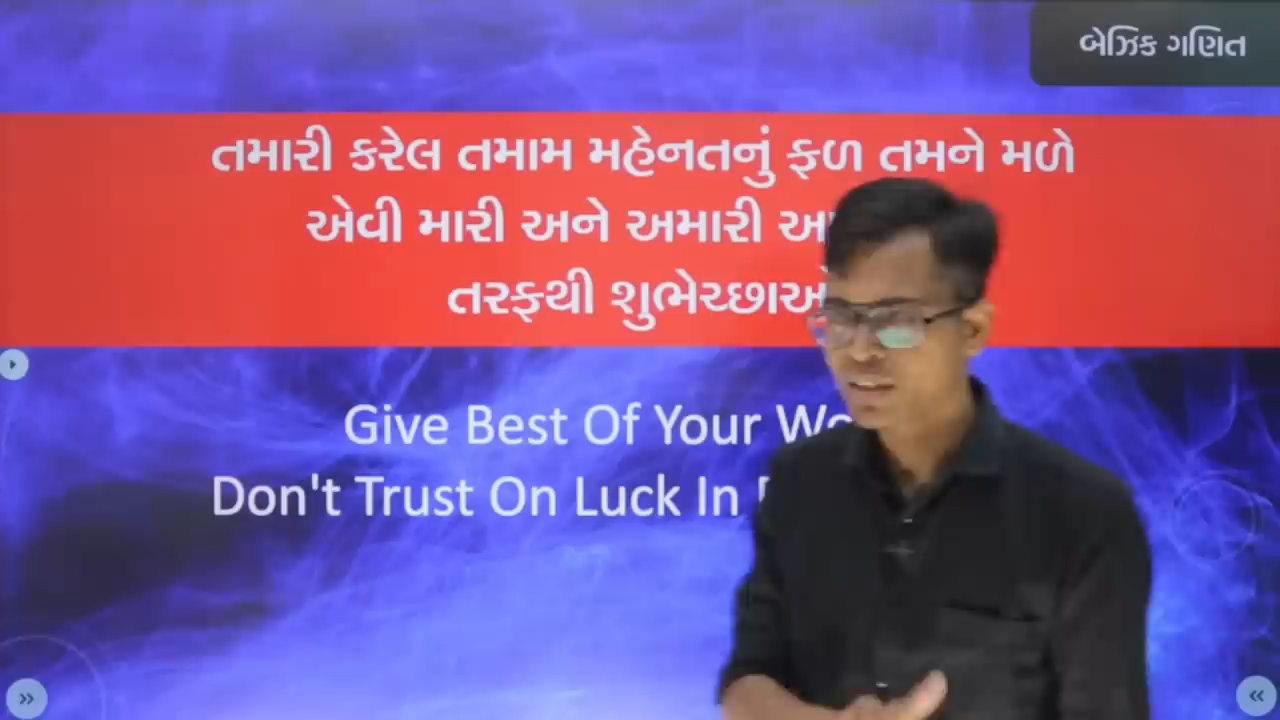 બેઝિક ગણિત
તમારી કરેલ તમામ મહેનતનું ફળ તમને મળે
એવી મારી અને અમારી
તરફથી શુભેચ્છાઓ
Give Best Of Your
Don't Trust On Luck In